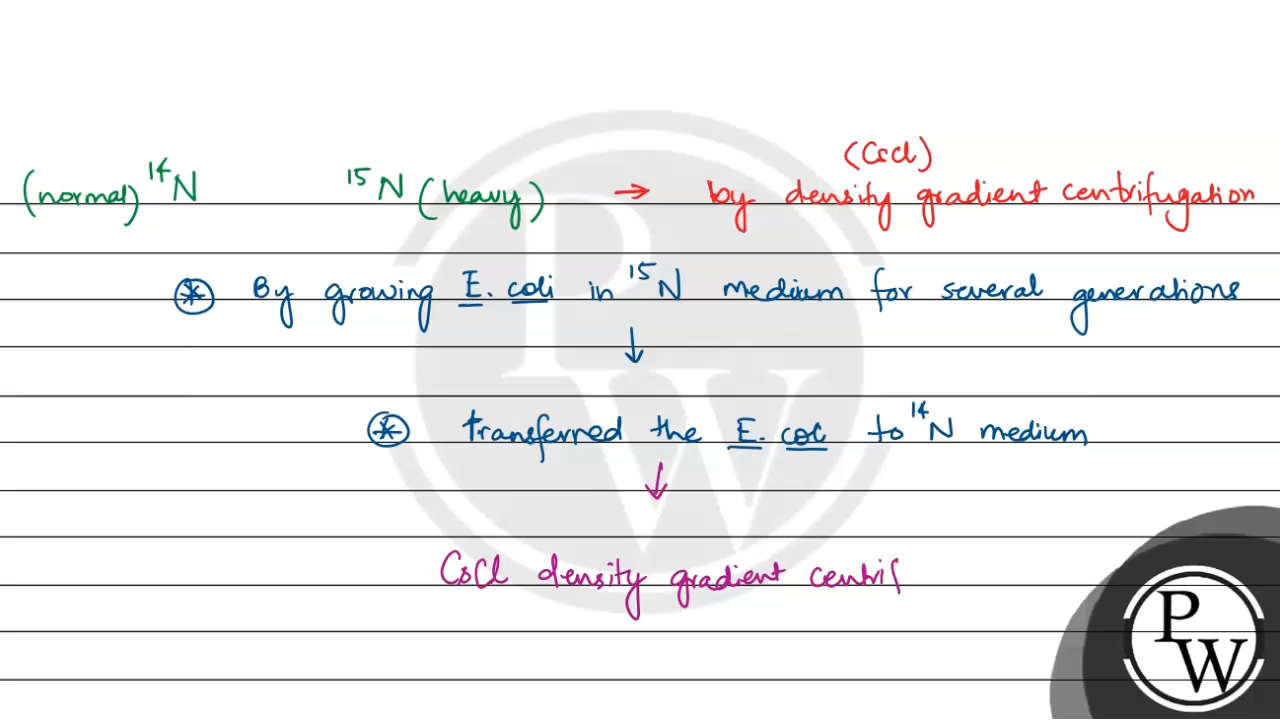 (CsCl)
(normal) ¹⁴N ¹⁵N (heavy) → by density gradient centrifugation
⊛ By growing E. coli in ¹⁵N medium for several generations
↓
⊛ transferred the E. col to ¹⁴N medium
↓
CsCl density gradient centrif
P
W
P
W